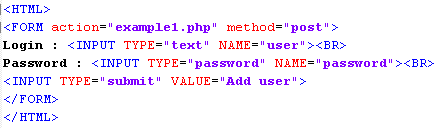 <HTML>
<FORM action="example1.php" method="post">
Login : <INPUT TYPE="text" NAME="user"><BR>
Password : <INPUT TYPE="password" NAME="password"><BR>
<INPUT TYPE="submit" VALUE="Add user">
</FORM>
</HTML>